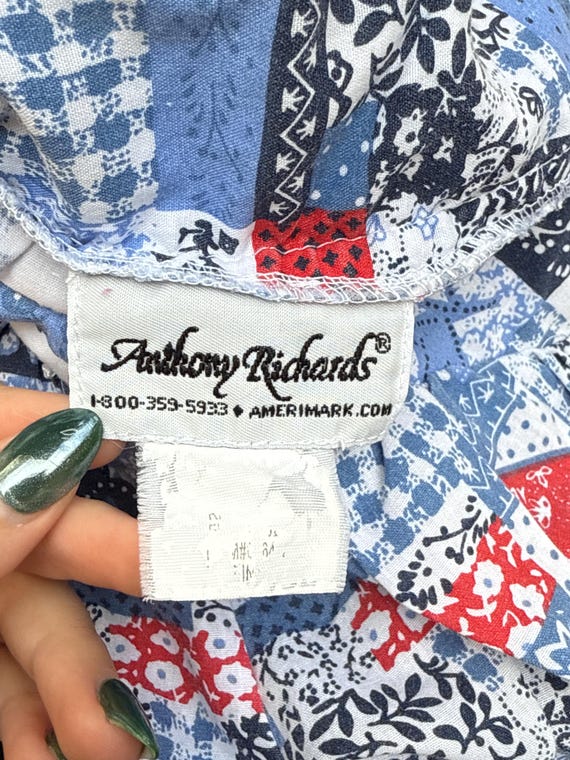 Anthony Richards®
1-800-359-5933 ♦ AMERIMARK.COM